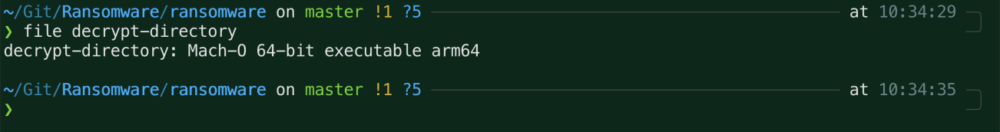 ~/Git/Ransomware/ransomware on master !1 ?5 at 10:34:29
❯ file decrypt-directory
decrypt-directory: Mach-O 64-bit executable arm64
~/Git/Ransomware/ransomware on master !1 ?5 at 10:34:35
❯